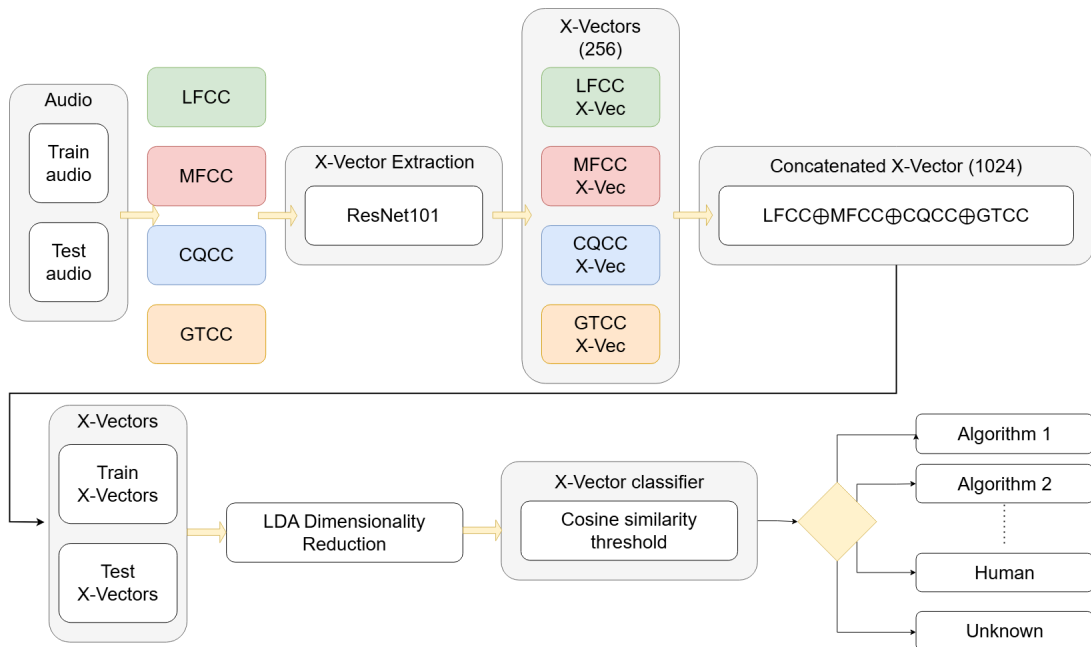 Audio
Train
audio
Test
audio
LFCC
MFCC
CQCC
GTCC
X-Vector Extraction
ResNet101
X-Vectors
(256)
LFCC
X-Vec
MFCC
X-Vec
CQCC
X-Vec
GTCC
X-Vec
Concatenated X-Vector (1024)
LFCC⊕MFCC⊕CQCC⊕GTCC
X-Vectors
Train
X-Vectors
Test
X-Vectors
LDA Dimensionality
Reduction
X-Vector classifier
Cosine similarity
threshold
Algorithm 1
Algorithm 2
Human
Unknown